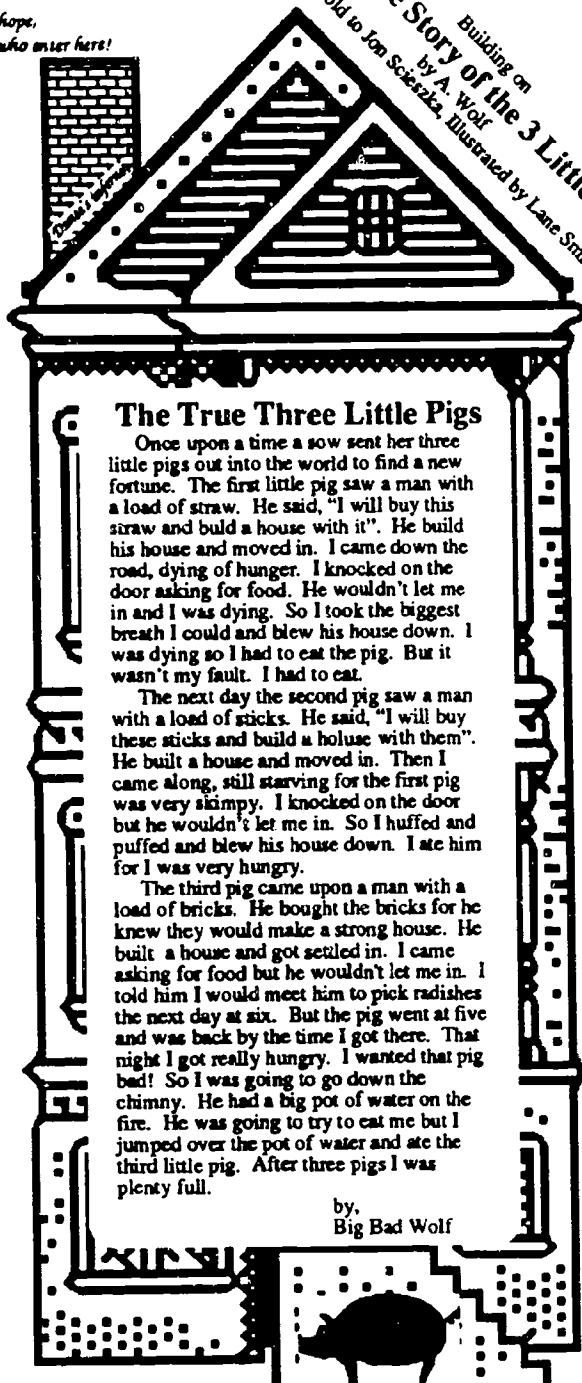 hope,
who enter here!
Building on
e Story of the 3 Little
by A. Wolf
old to Jon Scieszka, Illustrated by Lane Smi
Dante's Inferno
The True Three Little Pigs
Once upon a time a sow sent her three
little pigs out into the world to find a new
fortune. The first little pig saw a man with
a load of straw. He said, “I will buy this
straw and buld a house with it”. He build
his house and moved in. I came down the
road, dying of hunger. I knocked on the
door asking for food. He wouldn't let me
in and I was dying. So I took the biggest
breath I could and blew his house down. I
was dying so I had to eat the pig. But it
wasn't my fault. I had to eat.
The next day the second pig saw a man
with a load of sticks. He said, “I will buy
these sticks and build a holuse with them”.
He built a house and moved in. Then I
came along, still starving for the first pig
was very skimpy. I knocked on the door
but he wouldn't let me in. So I huffed and
puffed and blew his house down. I ate him
for I was very hungry.
The third pig came upon a man with a
load of bricks. He bought the bricks for he
knew they would make a strong house. He
built a house and got settled in. I came
asking for food but he wouldn't let me in. I
told him I would meet him to pick radishes
the next day at six. But the pig went at five
and was back by the time I got there. That
night I got really hungry. I wanted that pig
bad! So I was going to go down the
chimny. He had a big pot of water on the
fire. He was going to try to eat me but I
jumped over the pot of water and ate the
third little pig. After three pigs I was
plenty full.
by,
Big Bad Wolf